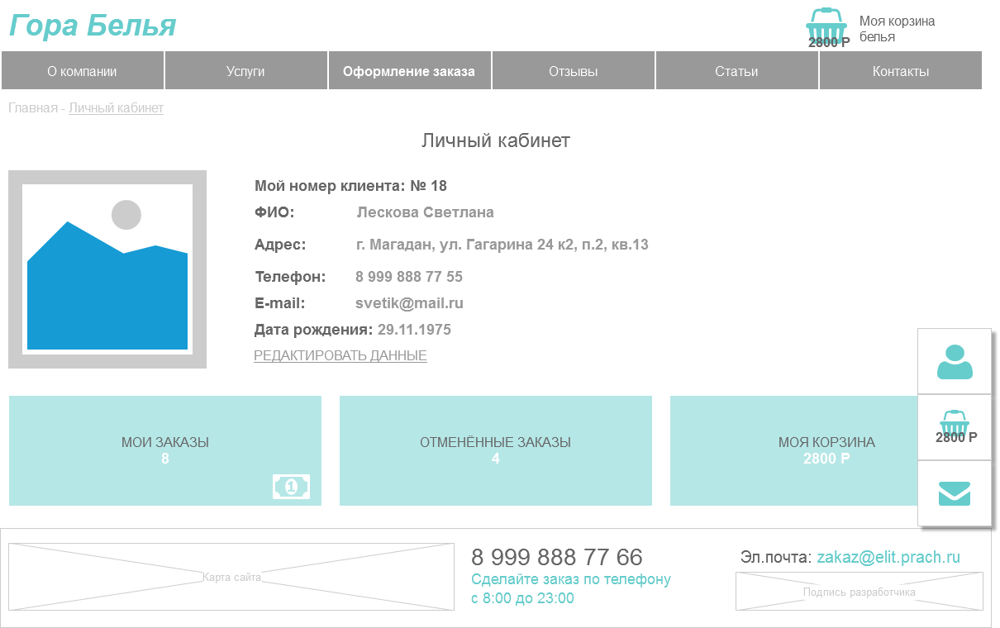 Гора Белья
Моя корзина
белья
2800 Р
О компании
Услуги
Оформление заказа
Отзывы
Статьи
Контакты
Главная - Личный кабинет
Личный кабинет
Мой номер клиента: № 18
ФИО: Лескова Светлана
Адрес: г. Магадан, ул. Гагарина 24 к2, п.2, кв.13
Телефон: 8 999 888 77 55
E-mail: svetik@mail.ru
Дата рождения: 29.11.1975
РЕДАКТИРОВАТЬ ДАННЫЕ
МОИ ЗАКАЗЫ
8
1
ОТМЕНЁННЫЕ ЗАКАЗЫ
4
МОЯ КОРЗИНА
2800 Р
2800 Р
Карта сайта
8 999 888 77 66
Сделайте заказ по телефону
с 8:00 до 23:00
Эл.почта: zakaz@elit.prach.ru
Подпись разработчика